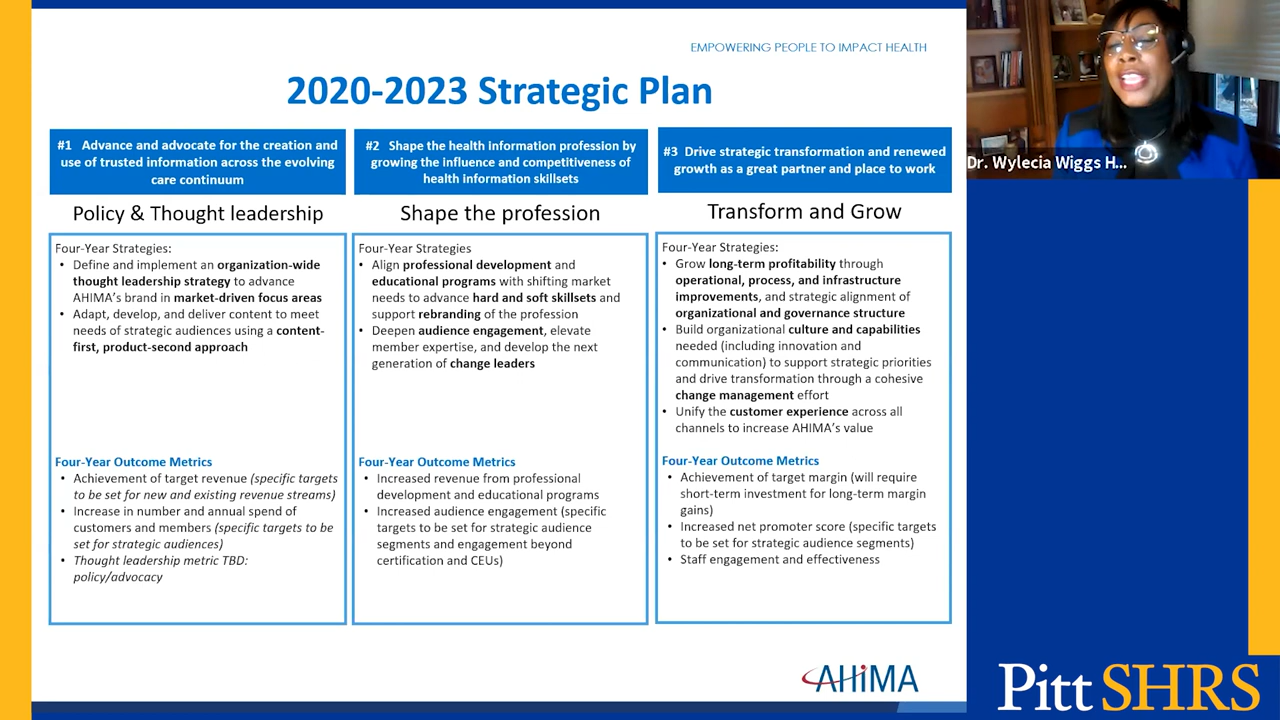 EMPOWERING PEOPLE TO IMPACT HEALTH
2020-2023 Strategic Plan
#1 Advance and advocate for the creation and
use of trusted information across the evolving
care continuum
Policy & Thought leadership
Four-Year Strategies:
• Define and implement an organization-wide
thought leadership strategy to advance
AHIMA's brand in market-driven focus areas
• Adapt, develop, and deliver content to meet
needs of strategic audiences using a content-
first, product-second approach
Four-Year Outcome Metrics
• Achievement of target revenue (specific targets
to be set for new and existing revenue streams)
• Increase in number and annual spend of
customers and members (specific targets to be
set for strategic audiences)
• Thought leadership metric TBD:
policy/advocacy
#2 Shape the health information profession by
growing the influence and competitiveness of
health information skillsets
Shape the profession
Four-Year Strategies
• Align professional development and
educational programs with shifting market
needs to advance hard and soft skillsets and
support rebranding of the profession
• Deepen audience engagement, elevate
member expertise, and develop the next
generation of change leaders
Four-Year Outcome Metrics
• Increased revenue from professional
development and educational programs
• Increased audience engagement (specific
targets to be set for strategic audience
segments and engagement beyond
certification and CEUs)
#3 Drive strategic transformation and renewed
growth as a great partner and place to work
Transform and Grow
Four-Year Strategies:
• Grow long-term profitability through
operational, process, and infrastructure
improvements, and strategic alignment of
organizational and governance structure
• Build organizational culture and capabilities
needed (including innovation and
communication) to support strategic priorities
and drive transformation through a cohesive
change management effort
• Unify the customer experience across all
channels to increase AHIMA's value
Four-Year Outcome Metrics
• Achievement of target margin (will require
short-term investment for long-term margin
gains)
• Increased net promoter score (specific targets
to be set for strategic audience segments)
• Staff engagement and effectiveness
AHIMA
Dr. Wylecia Wiggs H...
Pitt SHRS